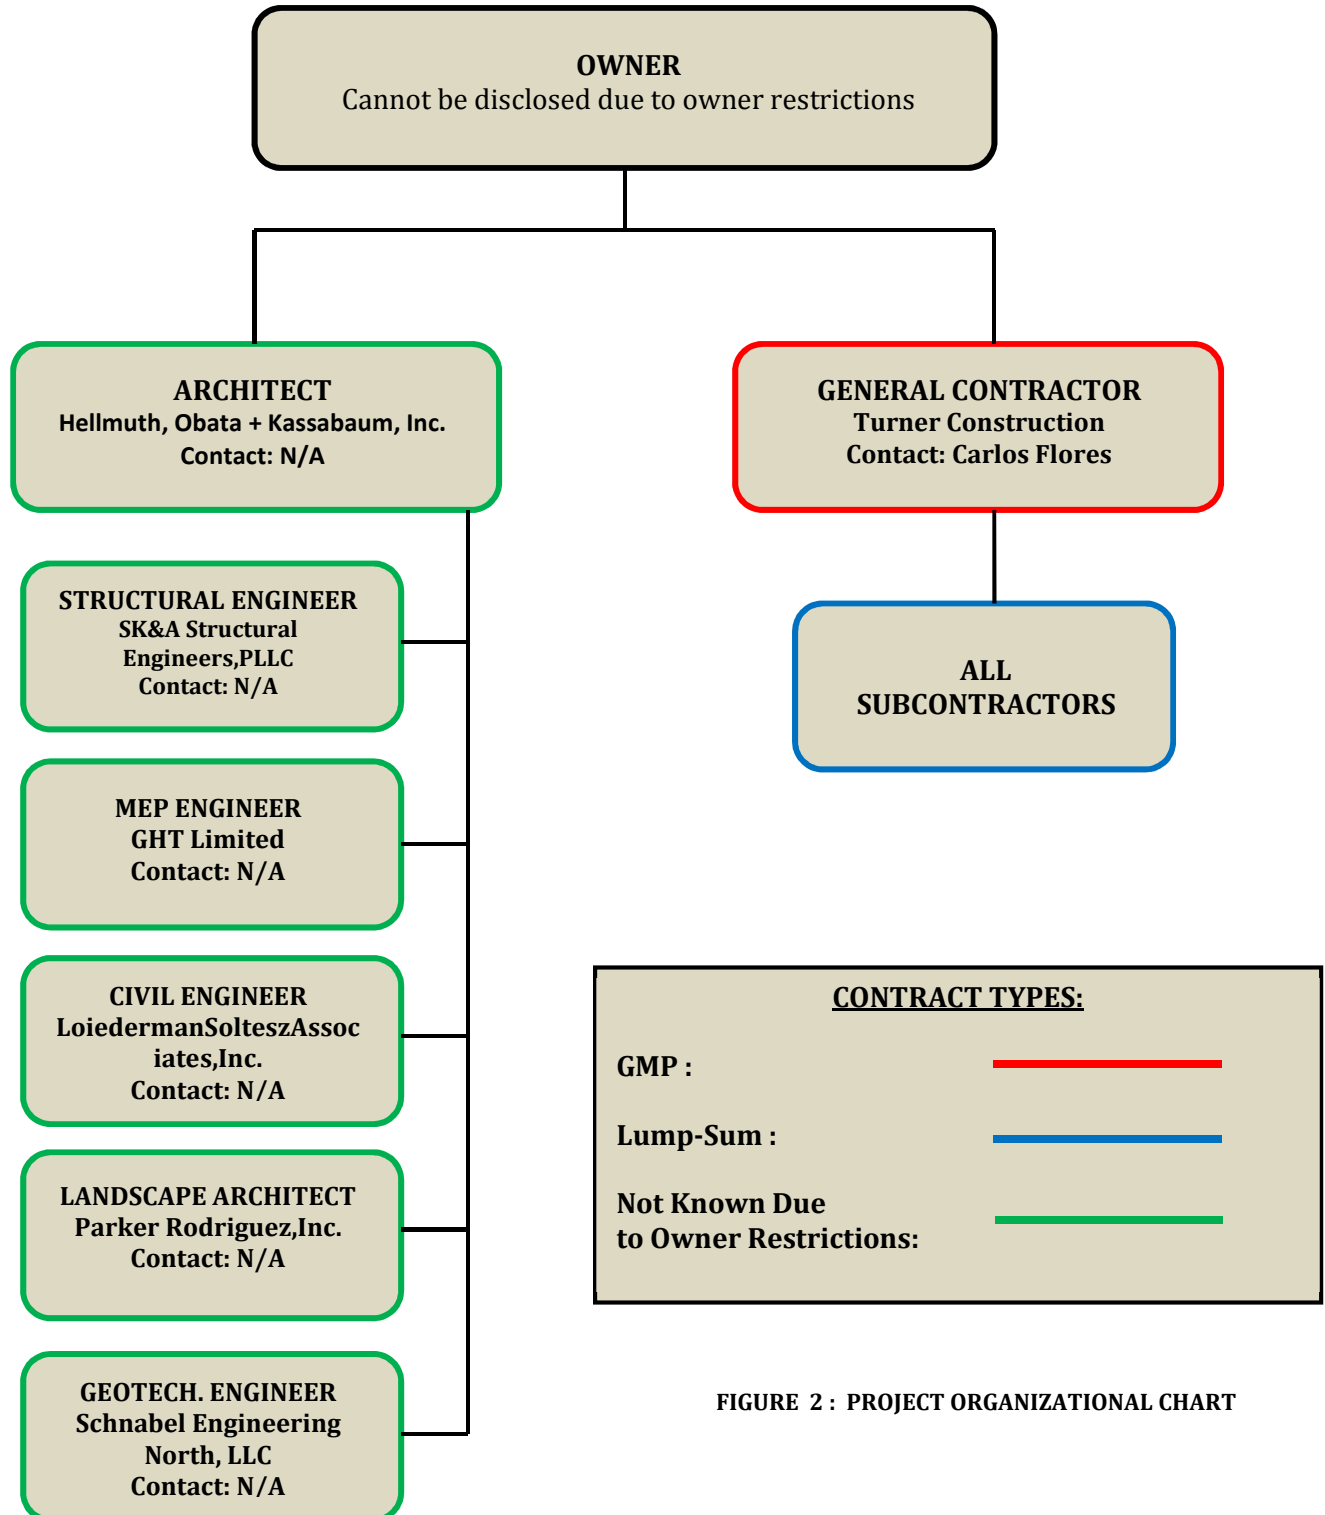 OWNER
Cannot be disclosed due to owner restrictions
ARCHITECT
Hellmuth, Obata + Kassabaum, Inc.
Contact: N/A
GENERAL CONTRACTOR
Turner Construction
Contact: Carlos Flores
STRUCTURAL ENGINEER
SK&A Structural
Engineers,PLLC
Contact: N/A
ALL
SUBCONTRACTORS
MEP ENGINEER
GHT Limited
Contact: N/A
CIVIL ENGINEER
LoiedermanSolteszAssoc
iates,Inc.
Contact: N/A
LANDSCAPE ARCHITECT
Parker Rodriguez,Inc.
Contact: N/A
GEOTECH. ENGINEER
Schnabel Engineering
North, LLC
Contact: N/A
CONTRACT TYPES:
GMP :
Lump-Sum :
Not Known Due
to Owner Restrictions:
FIGURE 2 : PROJECT ORGANIZATIONAL CHART